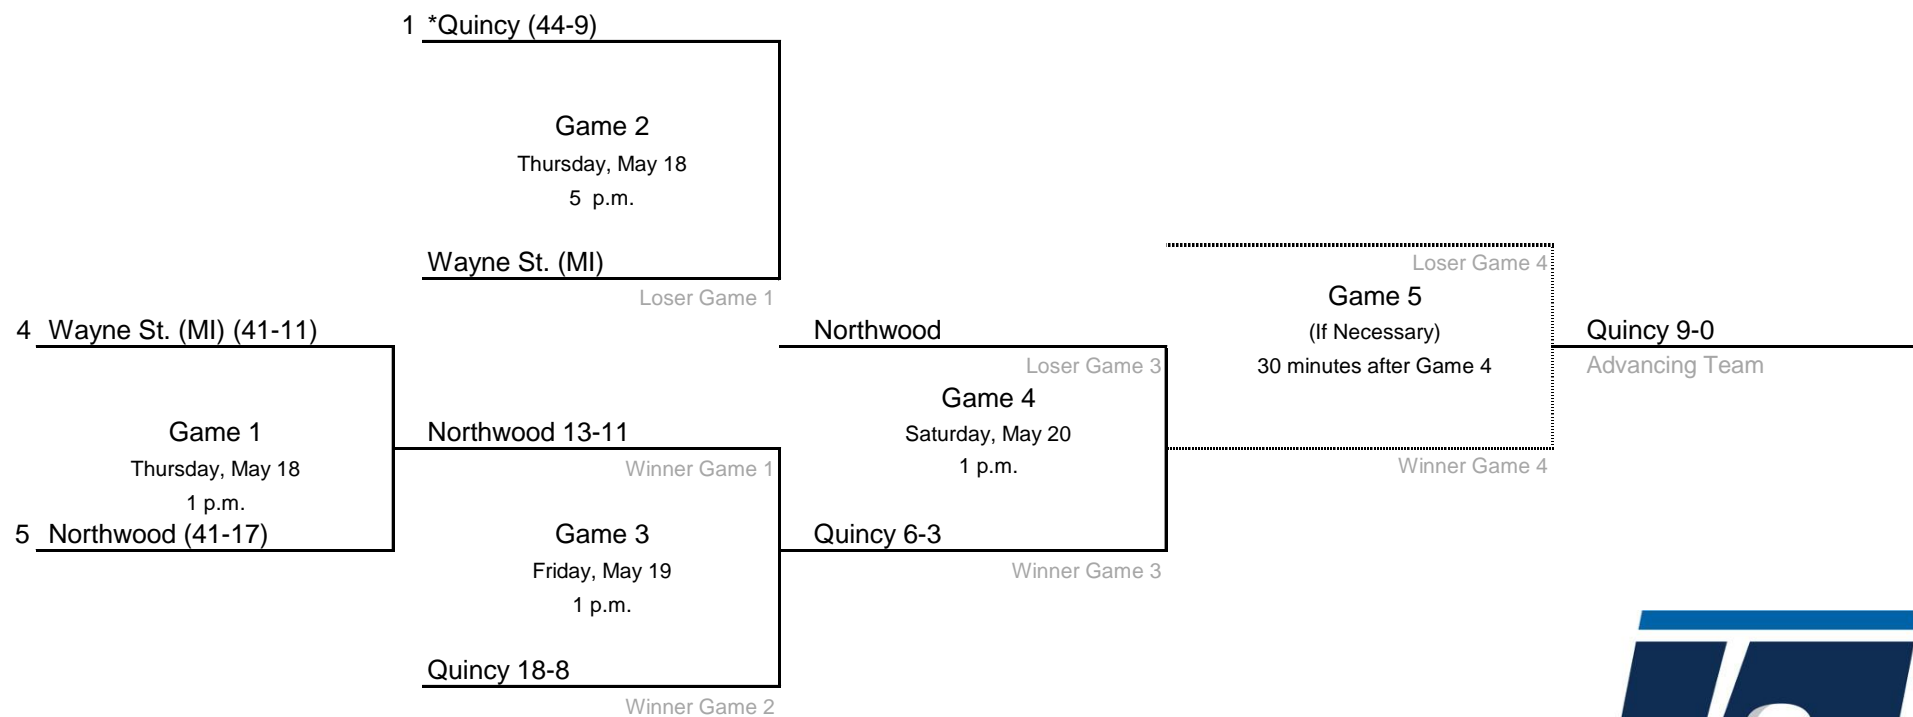 1 *Quincy (44-9)
Game 2
Thursday, May 18
5 p.m.
Wayne St. (MI)
Loser Game 1
4 Wayne St. (MI) (41-11)
Game 1
Thursday, May 18
1 p.m.
5 Northwood (41-17)
Northwood 13-11
Winner Game 1
Game 3
Friday, May 19
1 p.m.
Quincy 18-8
Winner Game 2
Northwood
Loser Game 3
Game 4
Saturday, May 20
1 p.m.
Quincy 6-3
Winner Game 3
Loser Game 4
Game 5
(If Necessary)
30 minutes after Game 4
Winner Game 4
Quincy 9-0
Advancing Team